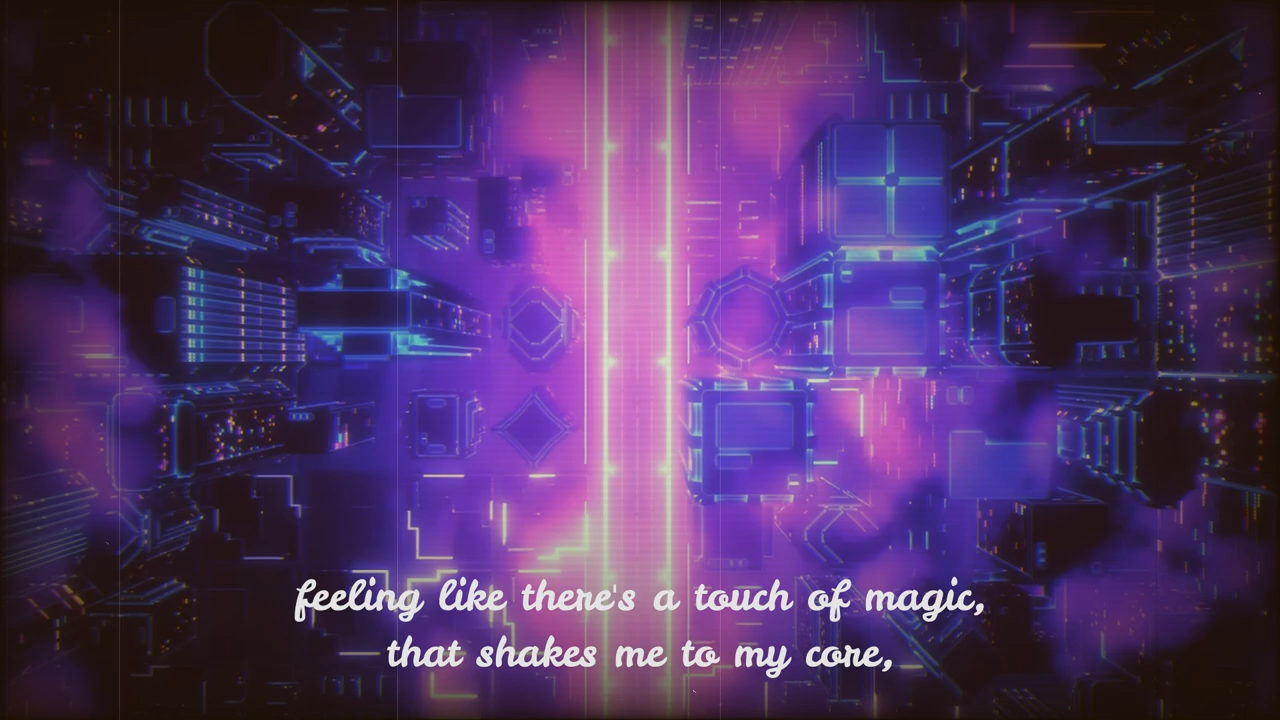 feeling like there's a touch of magic,
that shakes me to my core,